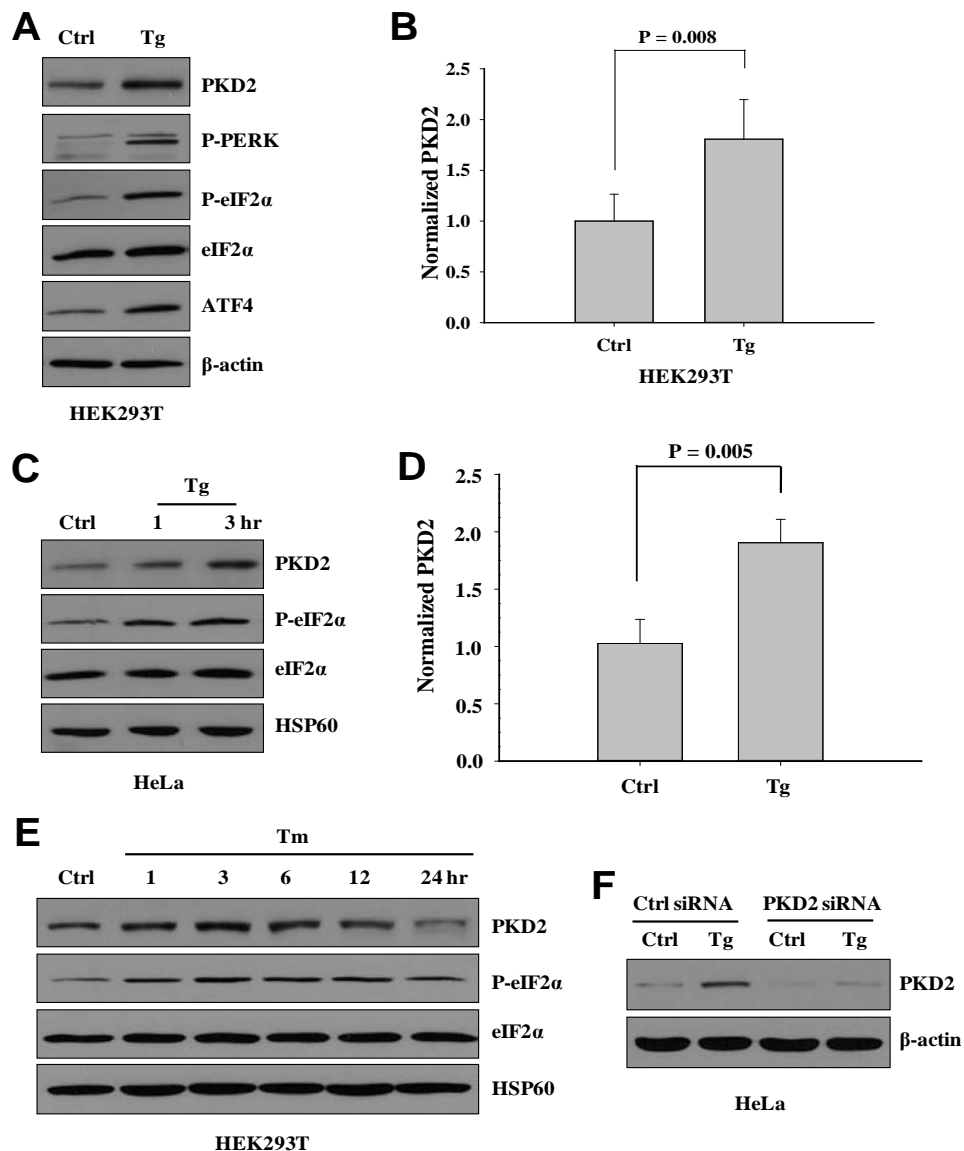 A
Ctrl Tg
PKD2
P-PERK
P-eIF2α
eIF2α
ATF4
β-actin
HEK293T
B
P = 0.008
Normalized PKD2
2.5
2.0
1.5
1.0
0.5
0.0
Ctrl Tg
HEK293T
C
Tg
Ctrl 1 3 hr
PKD2
P-eIF2α
eIF2α
HSP60
HeLa
D
P = 0.005
Normalized PKD2
2.5
2.0
1.5
1.0
0.5
0.0
Ctrl Tg
E
Tm
Ctrl 1 3 6 12 24 hr
PKD2
P-eIF2α
eIF2α
HSP60
HEK293T
F
Ctrl siRNA PKD2 siRNA
Ctrl Tg Ctrl Tg
PKD2
β-actin
HeLa